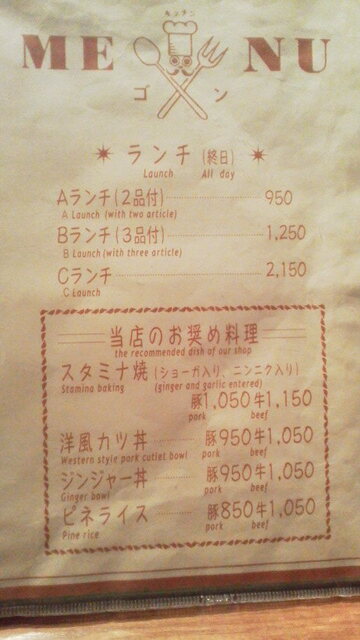 キッチン
MENU
ゴン
ランチ (終日)
Launch All day
Aランチ(2品付) 950
A Launch (with two article)
Bランチ(3品付) 1,250
B Launch (with three article)
Cランチ 2,150
C Launch
当店のお奨め料理
the recommended dish of our shop
スタミナ焼 (ショーガ入り、ニンニク入り)
Stamina baking (ginger and garlic entered)
豚1,050 牛1,150
pork beef
洋風カツ丼 豚950 牛1,050
Western style pork cutlet bowl pork beef
ジンジャー丼 豚950 牛1,050
Ginger bowl pork beef
ピネライス 豚850 牛1,050
Pine rice pork beef